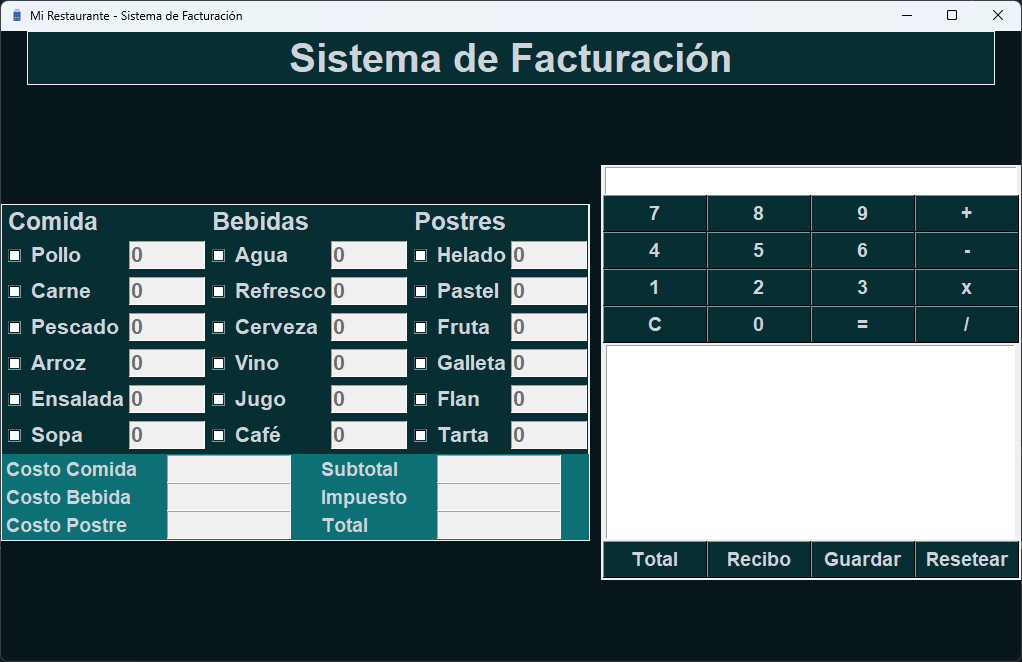 Mi Restaurante - Sistema de Facturación
Sistema de Facturación
Comida Bebidas Postres
Pollo 0 Agua 0 Helado 0
Carne 0 Refresco 0 Pastel 0
Pescado 0 Cerveza 0 Fruta 0
Arroz 0 Vino 0 Galleta 0
Ensalada 0 Jugo 0 Flan 0
Sopa 0 Café 0 Tarta 0
Costo Comida Subtotal
Costo Bebida Impuesto
Costo Postre Total
7 8 9 +
4 5 6 -
1 2 3 x
C 0 = /
Total Recibo Guardar Resetear